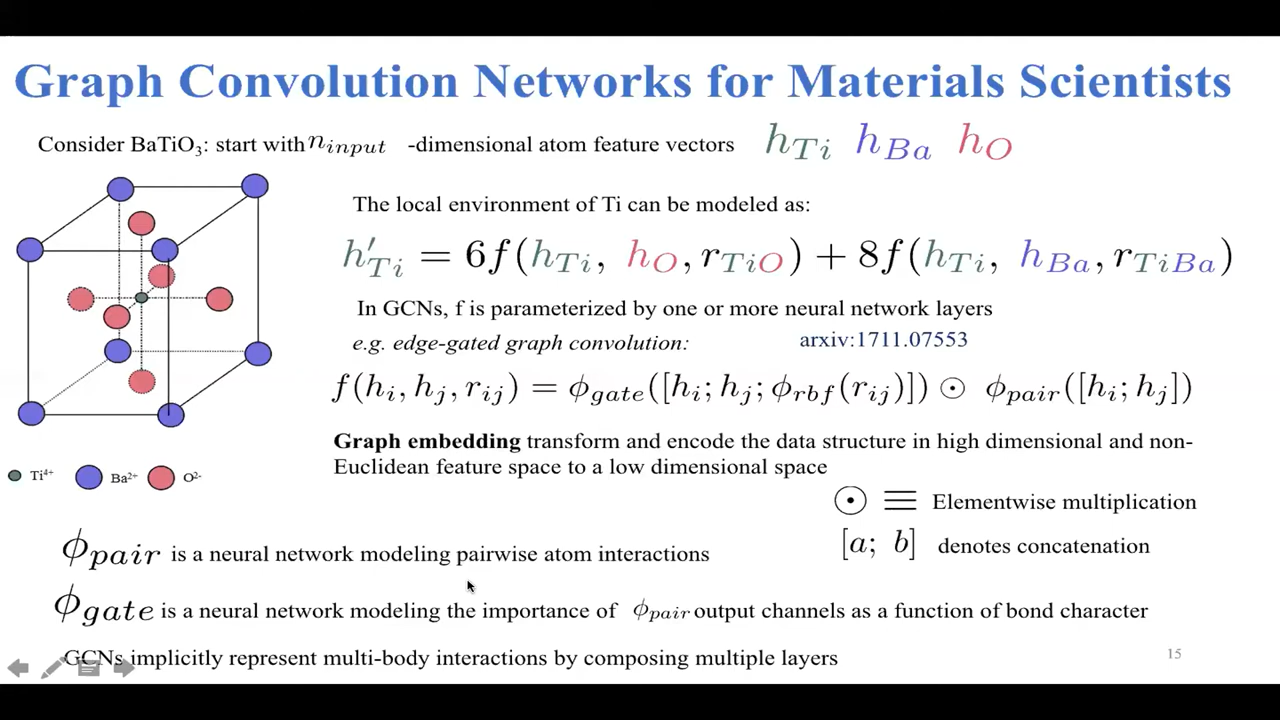 Graph Convolution Networks for Materials Scientists
Consider BaTiO₃: start with n_input -dimensional atom feature vectors h_Ti h_Ba h_O
The local environment of Ti can be modeled as:
h′_Ti = 6f(h_Ti, h_O, r_TiO) + 8f(h_Ti, h_Ba, r_TiBa)
In GCNs, f is parameterized by one or more neural network layers
e.g. edge-gated graph convolution: arxiv:1711.07553
f(h_i, h_j, r_ij) = ϕ_gate([h_i; h_j; ϕ_rbf(r_ij)]) ⊙ ϕ_pair([h_i; h_j])
Graph embedding transform and encode the data structure in high dimensional and non-
Euclidean feature space to a low dimensional space
Ti⁴⁺ Ba²⁺ O²⁻
⊙ ≡ Elementwise multiplication
[a; b] denotes concatenation
ϕ_pair is a neural network modeling pairwise atom interactions
ϕ_gate is a neural network modeling the importance of ϕ_pair output channels as a function of bond character
GCNs implicitly represent multi-body interactions by composing multiple layers
15